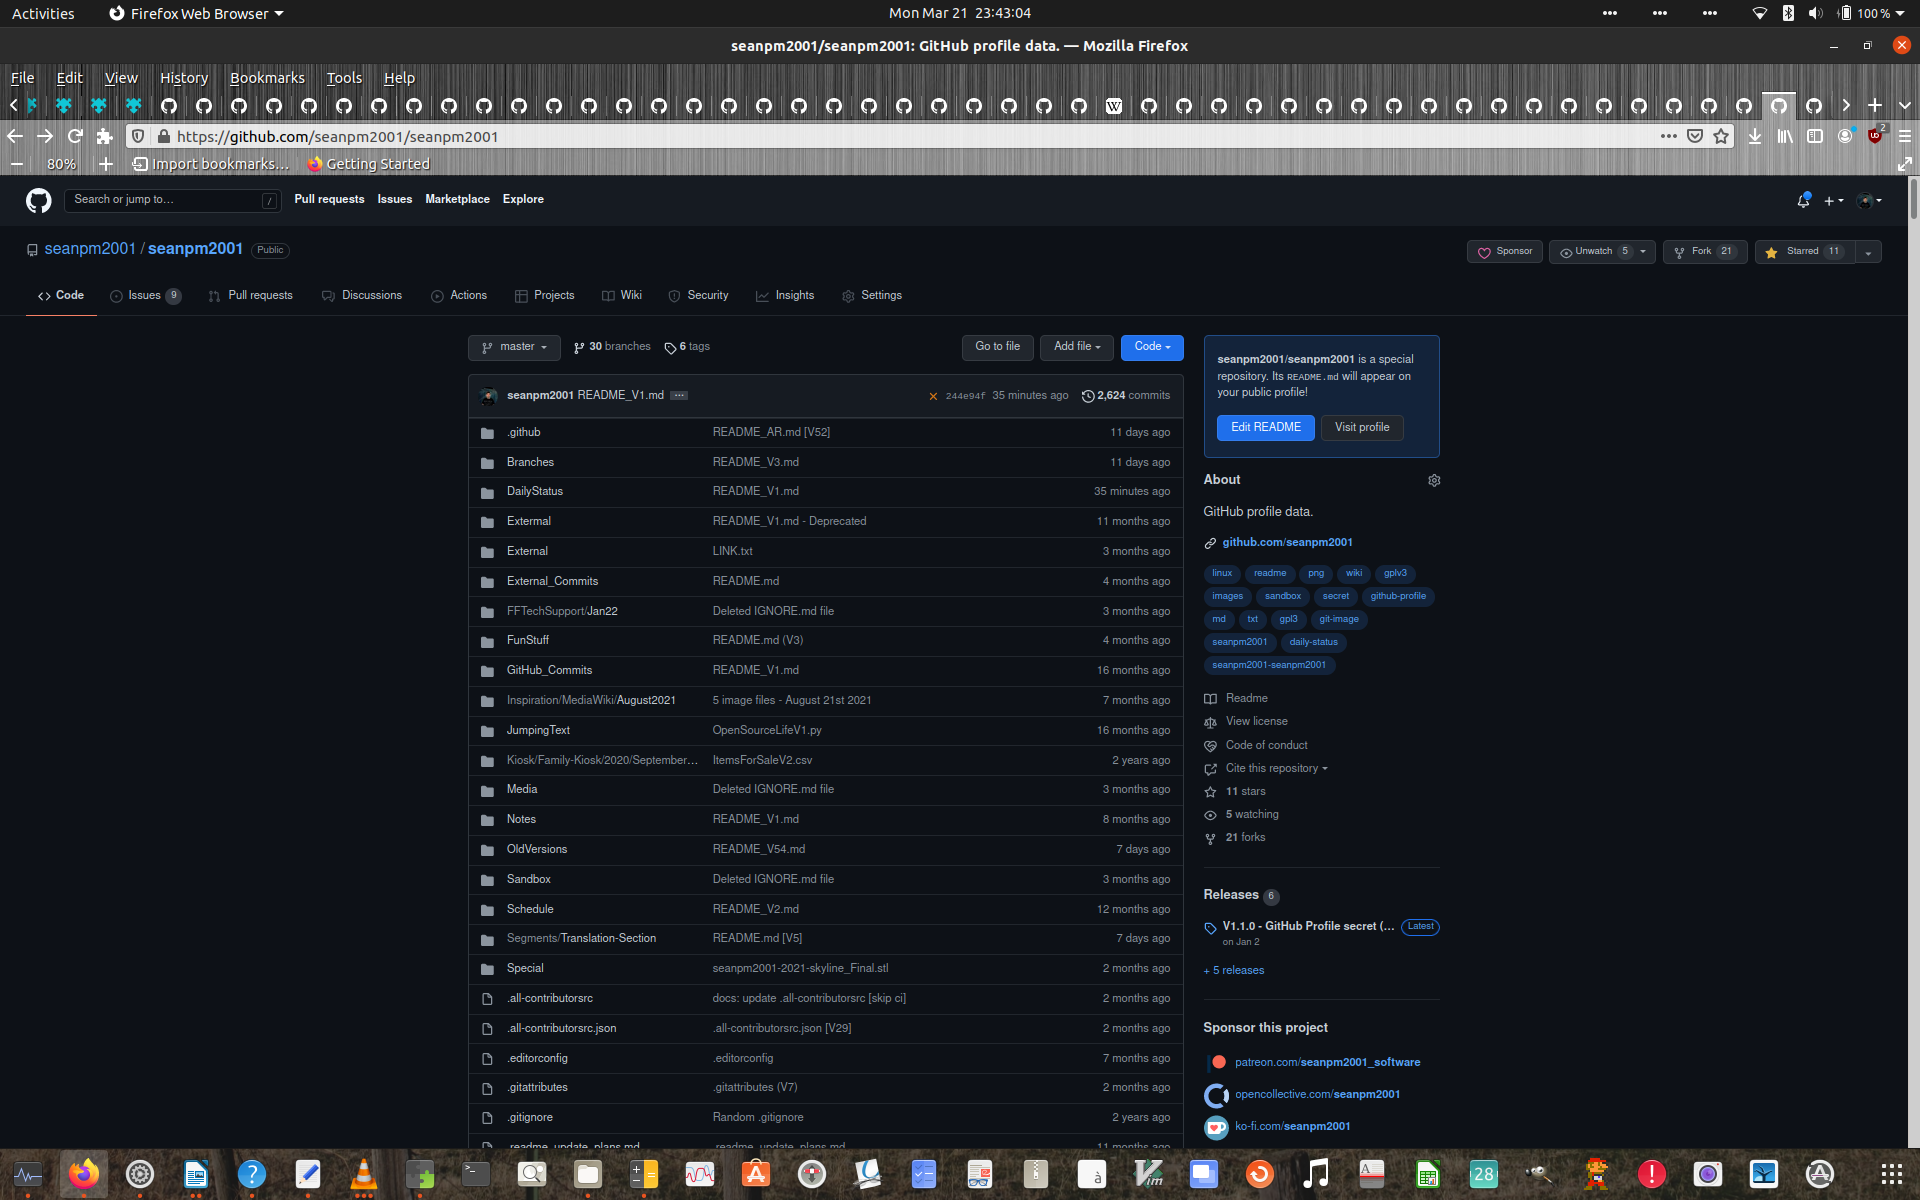 Activities Firefox Web Browser Mon Mar 21 23:43:04 100 %
seanpm2001/seanpm2001: GitHub profile data. — Mozilla Firefox
File Edit View History Bookmarks Tools Help
https://github.com/seanpm2001/seanpm2001 2
80% Import bookmarks... Getting Started
Search or jump to... / Pull requests Issues Marketplace Explore
seanpm2001 / seanpm2001 Public Sponsor Unwatch 5 Fork 21 Starred 11
Code Issues 9 Pull requests Discussions Actions Projects Wiki Security Insights Settings
master 30 branches 6 tags Go to file Add file Code
seanpm2001 README_V1.md ... 244e94f 35 minutes ago 2,624 commits
.github README_AR.md [V52] 11 days ago
Branches README_V3.md 11 days ago
DailyStatus README_V1.md 35 minutes ago
Extermal README_V1.md - Deprecated 11 months ago
External LINK.txt 3 months ago
External_Commits README.md 4 months ago
FFTechSupport/Jan22 Deleted IGNORE.md file 3 months ago
FunStuff README.md (V3) 4 months ago
GitHub_Commits README_V1.md 16 months ago
Inspiration/MediaWiki/August2021 5 image files - August 21st 2021 7 months ago
JumpingText OpenSourceLifeV1.py 16 months ago
Kiosk/Family-Kiosk/2020/September... ItemsForSaleV2.csv 2 years ago
Media Deleted IGNORE.md file 3 months ago
Notes README_V1.md 8 months ago
OldVersions README_V54.md 7 days ago
Sandbox Deleted IGNORE.md file 3 months ago
Schedule README_V2.md 12 months ago
Segments/Translation-Section README.md [V5] 7 days ago
Special seanpm2001-2021-skyline_Final.stl 2 months ago
.all-contributorsrc docs: update .all-contributorsrc [skip ci] 2 months ago
.all-contributorsrc.json .all-contributorsrc.json [V29] 2 months ago
.editorconfig .editorconfig 7 months ago
.gitattributes .gitattributes (V7) 2 months ago
.gitignore Random .gitignore 2 years ago
.readme_update_plans.md .readme_update_plans.md 11 months ago
seanpm2001/seanpm2001 is a special
repository. Its README.md will appear on
your public profile!
Edit README Visit profile
About
GitHub profile data.
github.com/seanpm2001
linux readme png wiki gplv3
images sandbox secret github-profile
md txt gpl3 git-image
seanpm2001 daily-status
seanpm2001-seanpm2001
Readme
View license
Code of conduct
Cite this repository
11 stars
5 watching
21 forks
Releases 6
V1.1.0 - GitHub Profile secret (... Latest
on Jan 2
+ 5 releases
Sponsor this project
patreon.com/seanpm2001_software
opencollective.com/seanpm2001
ko-fi.com/seanpm2001
28